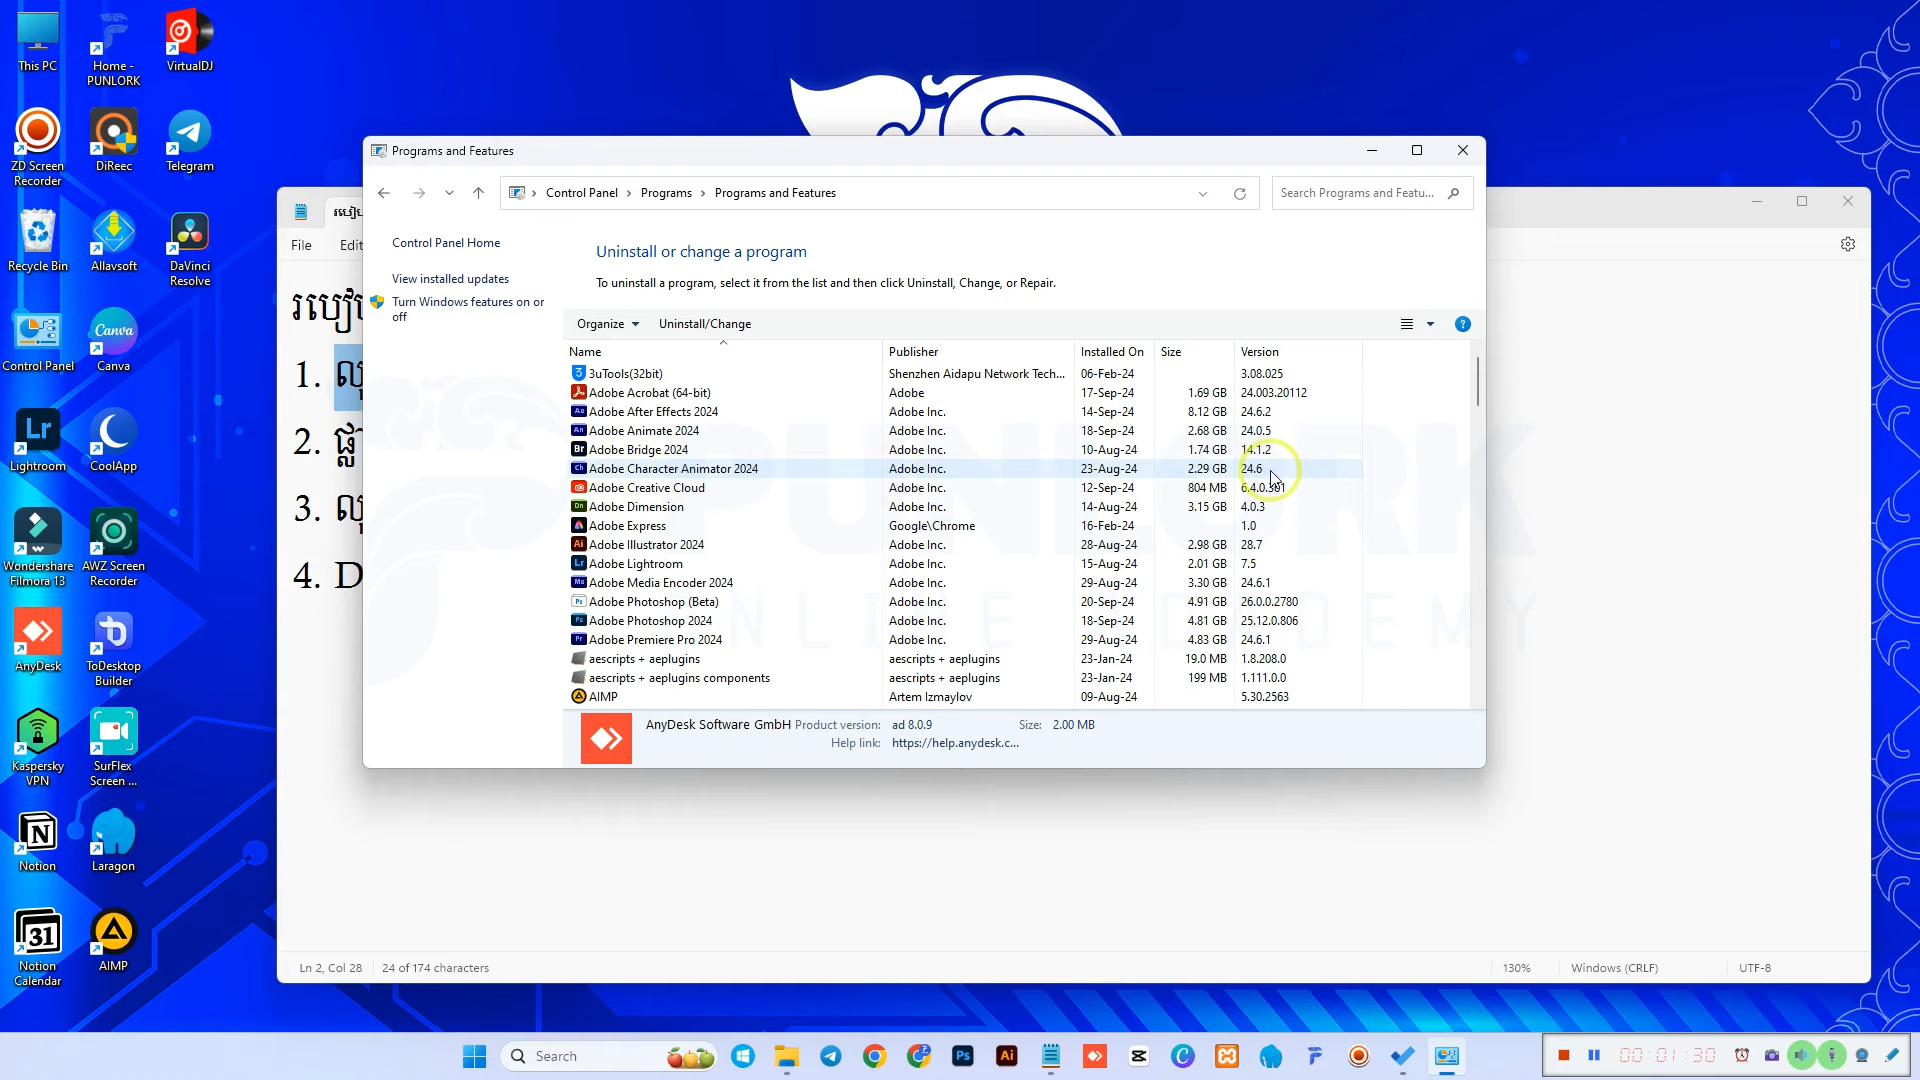 This PC
Home -
PUNLORK
VirtualDJ
ZD Screen
Recorder
DiReec
Telegram
Recycle Bin
Allavsoft
DaVinci
Resolve
Control Panel
Canva
Canva
Lr
Lightroom
CoolApp
Wondershare
Filmora 13
AWZ Screen
Recorder
AnyDesk
ToDesktop
Builder
Kaspersky
VPN
SurFlex
Screen ...
Notion
Laragon
31
Notion
Calendar
AIMP
File
Edit
របៀប
1. លុ
2. ផ្លា
3. លុ
4. D
Ln 2, Col 28
24 of 174 characters
130%
Windows (CRLF)
UTF-8
Programs and Features
Control Panel > Programs > Programs and Features
Search Programs and Featu...
Control Panel Home
View installed updates
Turn Windows features on or
off
Uninstall or change a program
To uninstall a program, select it from the list and then click Uninstall, Change, or Repair.
Organize
Uninstall/Change
Name Publisher Installed On Size Version
3uTools(32bit) Shenzhen Aidapu Network Tech... 06-Feb-24 3.08.025
Adobe Acrobat (64-bit) Adobe 17-Sep-24 1.69 GB 24.003.20112
Adobe After Effects 2024 Adobe Inc. 14-Sep-24 8.12 GB 24.6.2
Adobe Animate 2024 Adobe Inc. 18-Sep-24 2.68 GB 24.0.5
Adobe Bridge 2024 Adobe Inc. 10-Aug-24 1.74 GB 14.1.2
Adobe Character Animator 2024 Adobe Inc. 23-Aug-24 2.29 GB 24.6
Adobe Creative Cloud Adobe Inc. 12-Sep-24 804 MB
Adobe Dimension Adobe Inc. 14-Aug-24 3.15 GB 4.0.3
Adobe Express Google\Chrome 16-Feb-24 1.0
Adobe Illustrator 2024 Adobe Inc. 28-Aug-24 2.98 GB 28.7
Adobe Lightroom Adobe Inc. 15-Aug-24 2.01 GB 7.5
Adobe Media Encoder 2024 Adobe Inc. 29-Aug-24 3.30 GB 24.6.1
Adobe Photoshop (Beta) Adobe Inc. 20-Sep-24 4.91 GB 26.0.0.2780
Adobe Photoshop 2024 Adobe Inc. 18-Sep-24 4.81 GB 25.12.0.806
Adobe Premiere Pro 2024 Adobe Inc. 29-Aug-24 4.83 GB 24.6.1
aescripts + aeplugins aescripts + aeplugins 23-Jan-24 19.0 MB 1.8.208.0
aescripts + aeplugins components aescripts + aeplugins 23-Jan-24 199 MB 1.111.0.0
AIMP Artem Izmaylov 09-Aug-24 5.30.2563
AnyDesk Software GmbH Product version: ad 8.0.9 Size: 2.00 MB
Help link: https://help.anydesk.c...
PUNLORK
ONLINE ACADEMY
Search
00:01:30